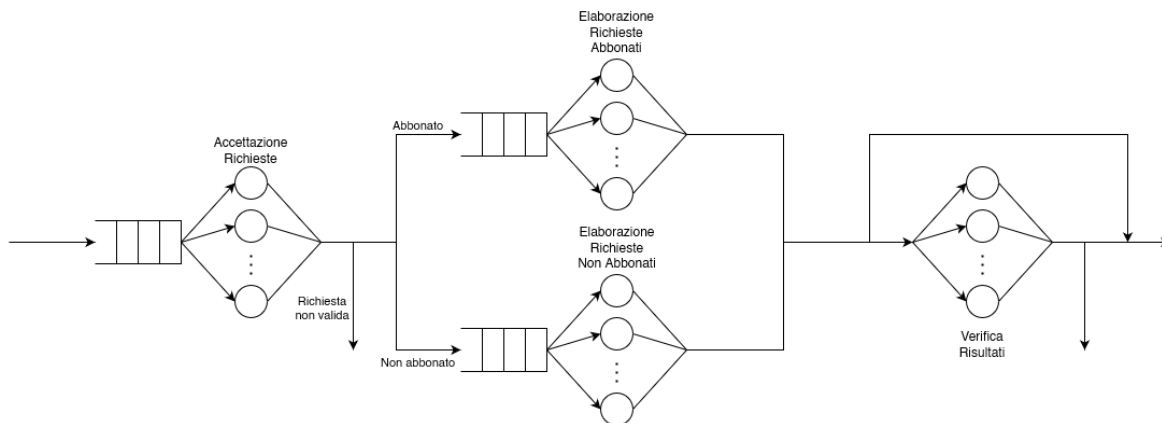 Elaborazione
Richieste
Abbonati
Abbonato
Accettazione
Richieste
Elaborazione
Richieste
Non Abbonati
Richiesta
non valida
Non abbonato
Verifica
Risultati